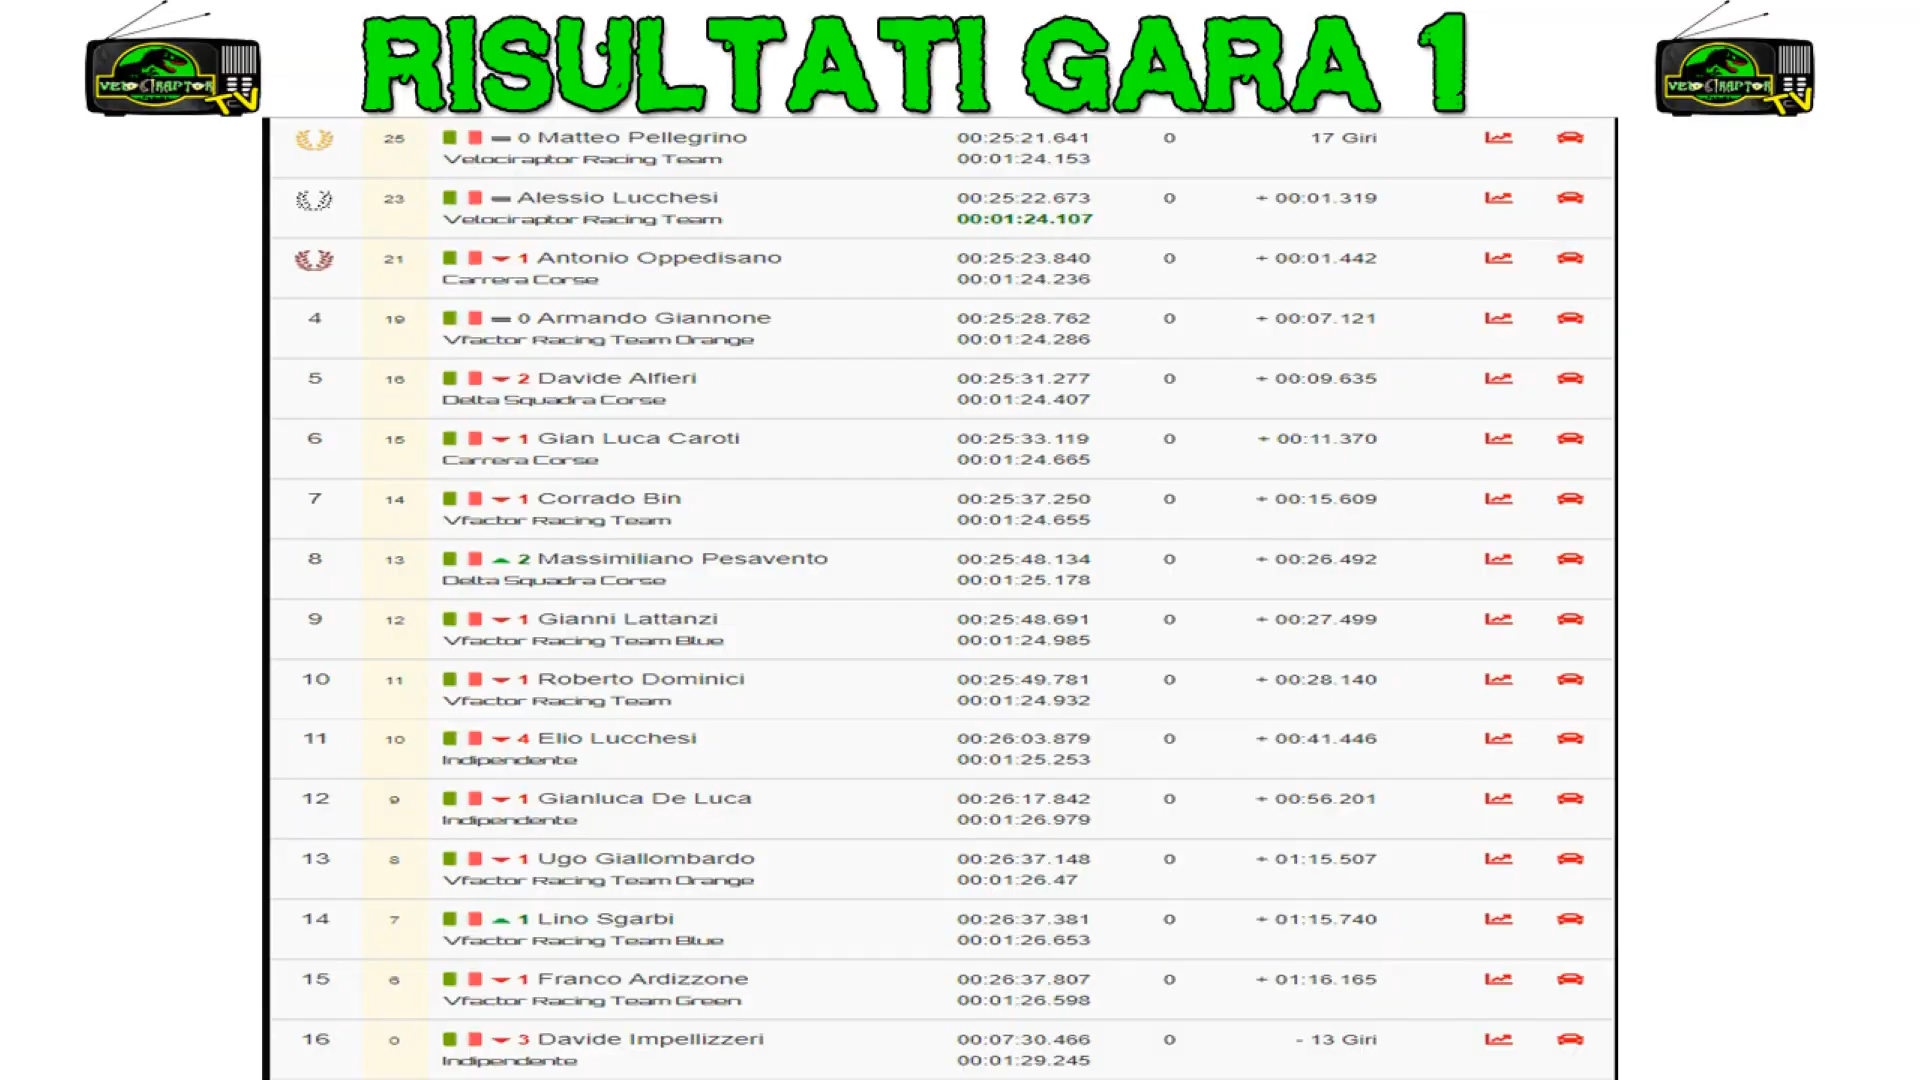 RISULTATI GARA 1
VELOCIRAPTOR TV
VELOCIRAPTOR TV
25 0 Matteo Pellegrino 00:25:21.641 0 17 Giri
Velociraptor Racing Team 00:01:24.153
23 Alessio Lucchesi 00:25:22.673 0 + 00:01.319
Velociraptor Racing Team 00:01:24.107
21 1 Antonio Oppedisano 00:25:23.840 0 + 00:01.442
Carrera Corse 00:01:24.236
4 19 0 Armando Giannone 00:25:28.762 0 + 00:07.121
Vfactor Racing Team Orange 00:01:24.286
5 16 2 Davide Alfieri 00:25:31.277 0 + 00:09.635
Delta Squadra Corse 00:01:24.407
6 15 1 Gian Luca Caroti 00:25:33.119 0 + 00:11.370
Carrera Corse 00:01:24.665
7 14 1 Corrado Bin 00:25:37.250 0 + 00:15.609
Vfactor Racing Team 00:01:24.655
8 13 2 Massimiliano Pesavento 00:25:48.134 0 + 00:26.492
Delta Squadra Corse 00:01:25.178
9 12 1 Gianni Lattanzi 00:25:48.691 0 + 00:27.499
Vfactor Racing Team Blue 00:01:24.985
10 11 1 Roberto Dominici 00:25:49.781 0 + 00:28.140
Vfactor Racing Team 00:01:24.932
11 10 4 Elio Lucchesi 00:26:03.879 0 + 00:41.446
Indipendente 00:01:25.253
12 9 1 Gianluca De Luca 00:26:17.842 0 + 00:56.201
Indipendente 00:01:26.979
13 8 1 Ugo Giallombardo 00:26:37.148 0 + 01:15.507
Vfactor Racing Team Orange 00:01:26.47
14 7 1 Lino Sgarbi 00:26:37.381 0 + 01:15.740
Vfactor Racing Team Blue 00:01:26.653
15 6 1 Franco Ardizzone 00:26:37.807 0 + 01:16.165
Vfactor Racing Team Green 00:01:26.598
16 0 3 Davide Impellizzeri 00:07:30.466 0 - 13 Giri
Indipendente 00:01:29.245